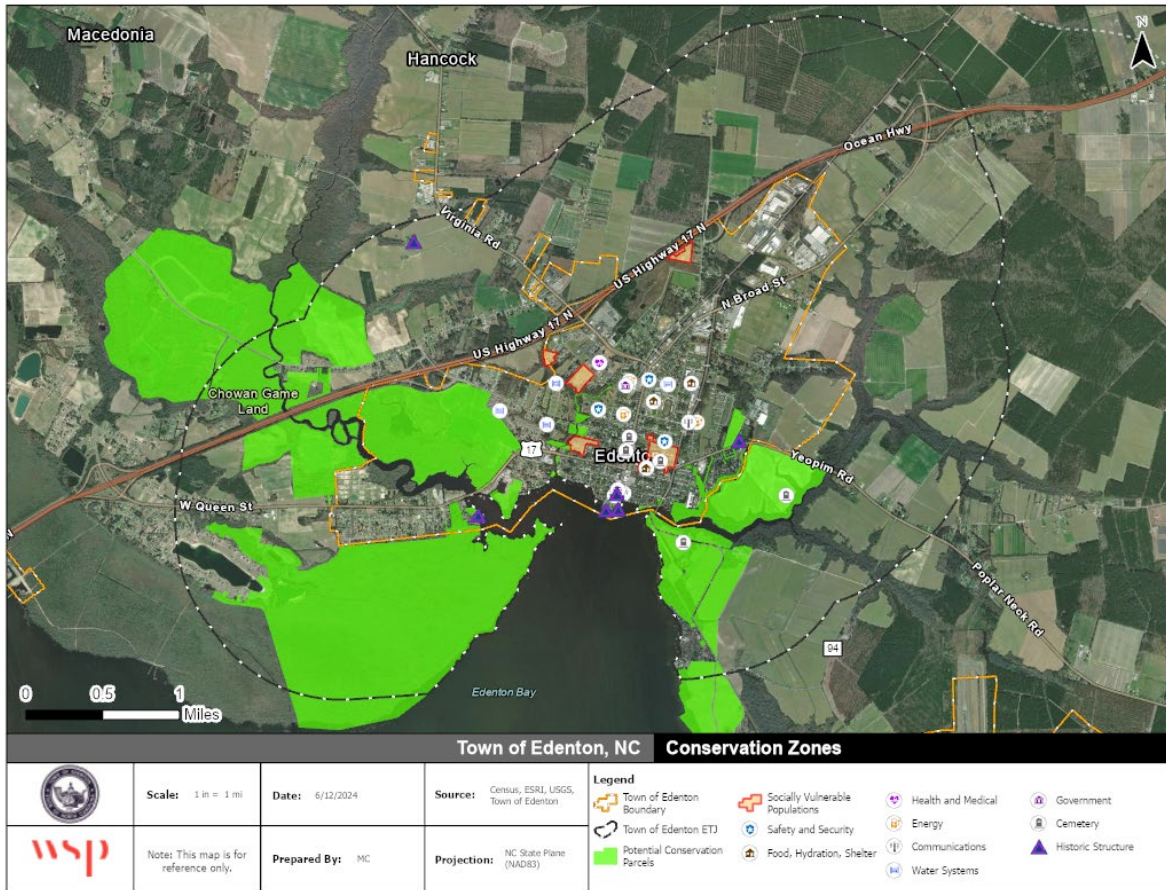 Macedonia
Hancock
N
Ocean Hwy
Virginia Rd
US Highway 17 N
N Broad St
US Highway 17 N
Chowan Game
Land
17
Edenton
Yeopim Rd
W Queen St
Poplar Neck Rd
94
0 0.5 1
Miles
Edenton Bay
Town of Edenton, NC Conservation Zones
Scale: 1 in = 1 mi
Date: 6/12/2024
Source: Census, ESRI, USGS,
Town of Edenton
wsp
Note: This map is for
reference only.
Prepared By: MC
Projection: NC State Plane
(NAD83)
Legend
Town of Edenton
Boundary
Town of Edenton ETJ
Potential Conservation
Parcels
Socially Vulnerable
Populations
Safety and Security
Food, Hydration, Shelter
Health and Medical
Energy
Communications
Water Systems
Government
Cemetery
Historic Structure